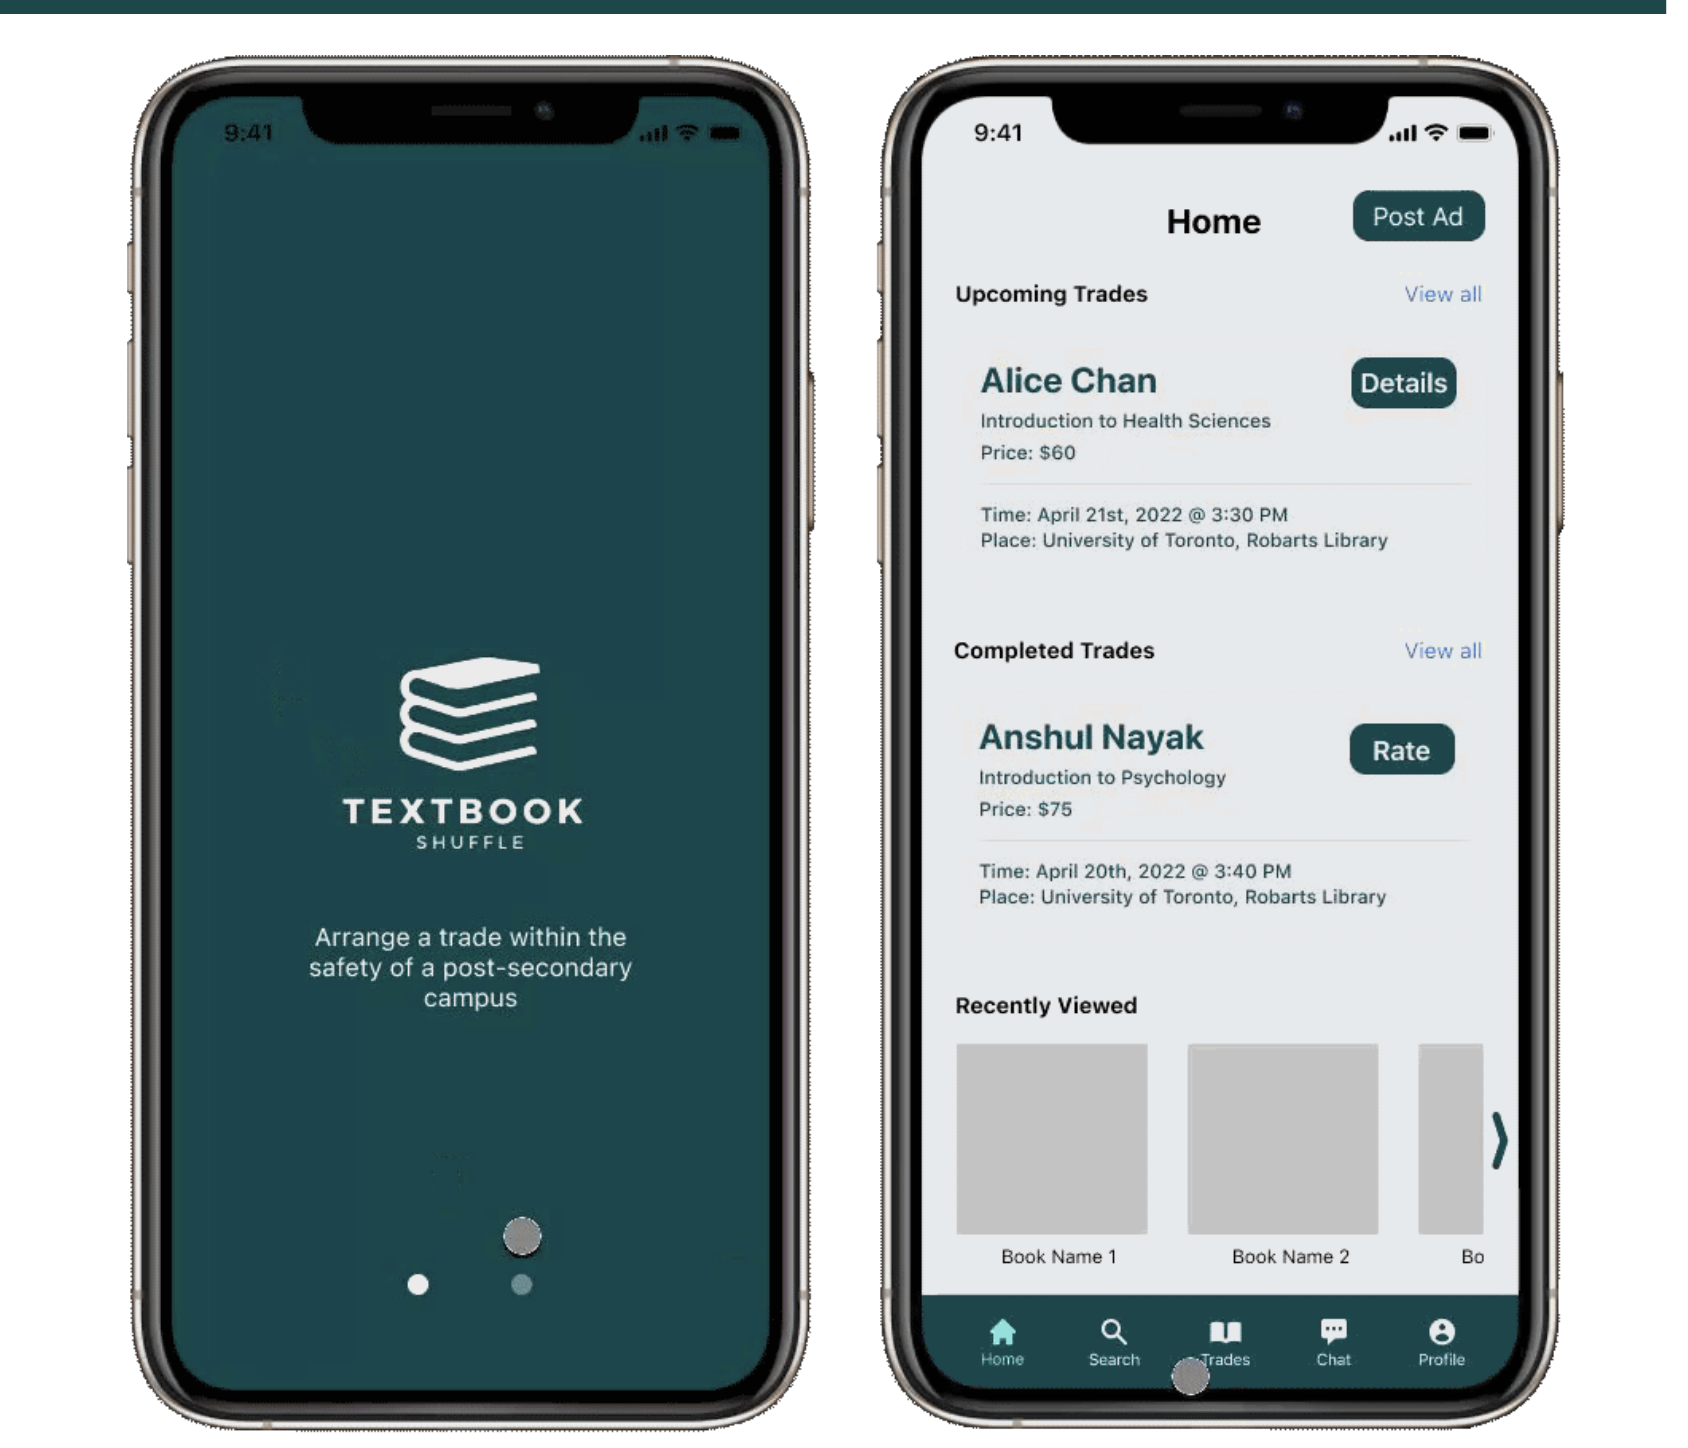 9:41
TEXTBOOK
SHUFFLE
Arrange a trade within the
safety of a post-secondary
campus
9:41
Home
Post Ad
Upcoming Trades
View all
Alice Chan
Details
Introduction to Health Sciences
Price: $60
Time: April 21st, 2022 @ 3:30 PM
Place: University of Toronto, Robarts Library
Completed Trades
View all
Anshul Nayak
Rate
Introduction to Psychology
Price: $75
Time: April 20th, 2022 @ 3:40 PM
Place: University of Toronto, Robarts Library
Recently Viewed
Book Name 1
Book Name 2
Bo
Home
Search
Trades
Chat
Profile